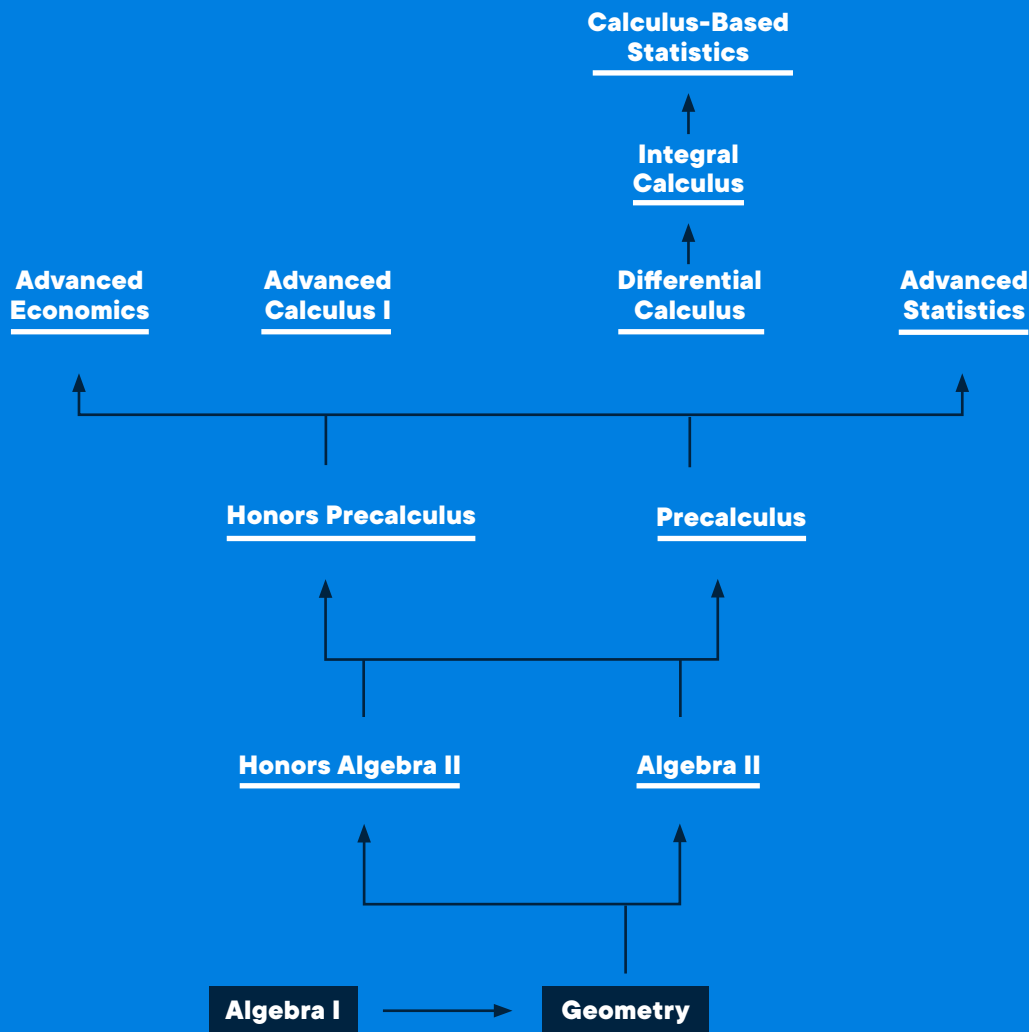 Calculus-Based
Statistics
Integral
Calculus
Advanced
Economics
Advanced
Calculus I
Differential
Calculus
Advanced
Statistics
Honors Precalculus
Precalculus
Honors Algebra II
Algebra II
Algebra I
Geometry